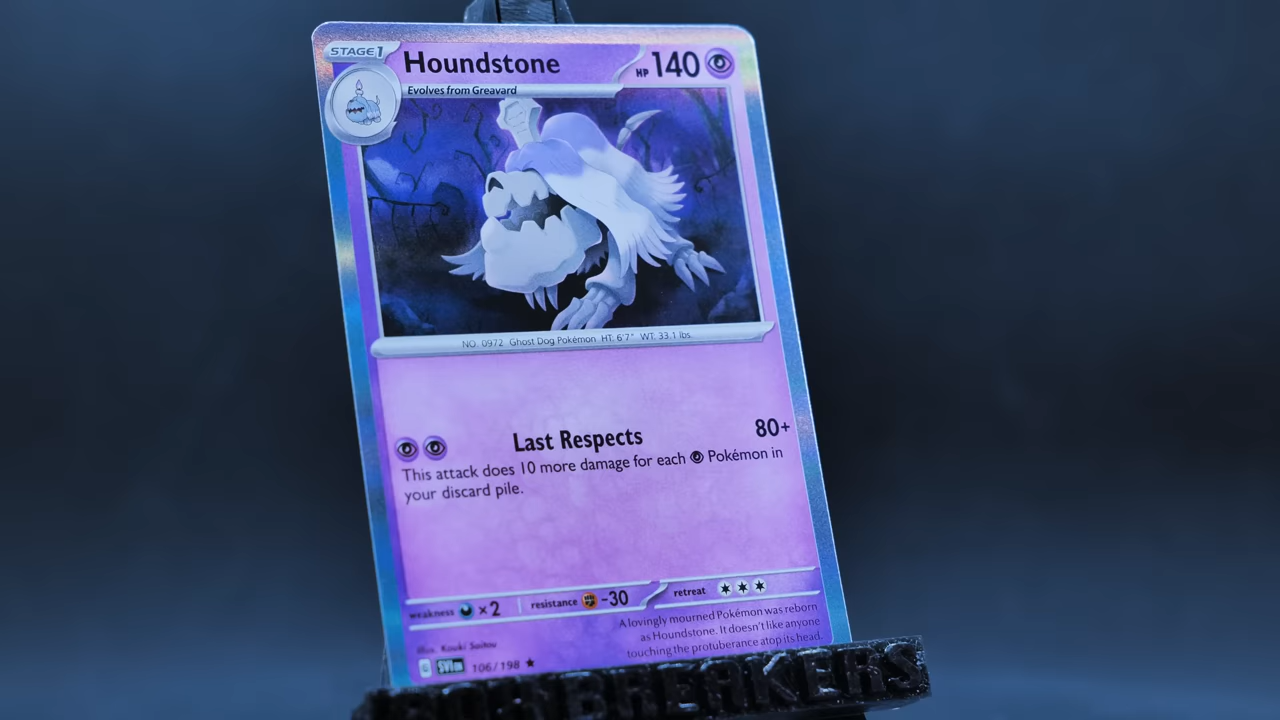 STAGE 1
Houndstone
HP 140
Evolves from Greavard
NO. 0972 Ghost Dog Pokémon HT: 6'7" WT: 33.1 lbs.
Last Respects 80+
This attack does 10 more damage for each Pokémon in
your discard pile.
weakness ×2 resistance -30 retreat
A lovingly mourned Pokémon was reborn
as Houndstone. It doesn't like anyone
touching the protuberance atop its head.
Illus. Kouki Saitou
G SVI EN 106/198